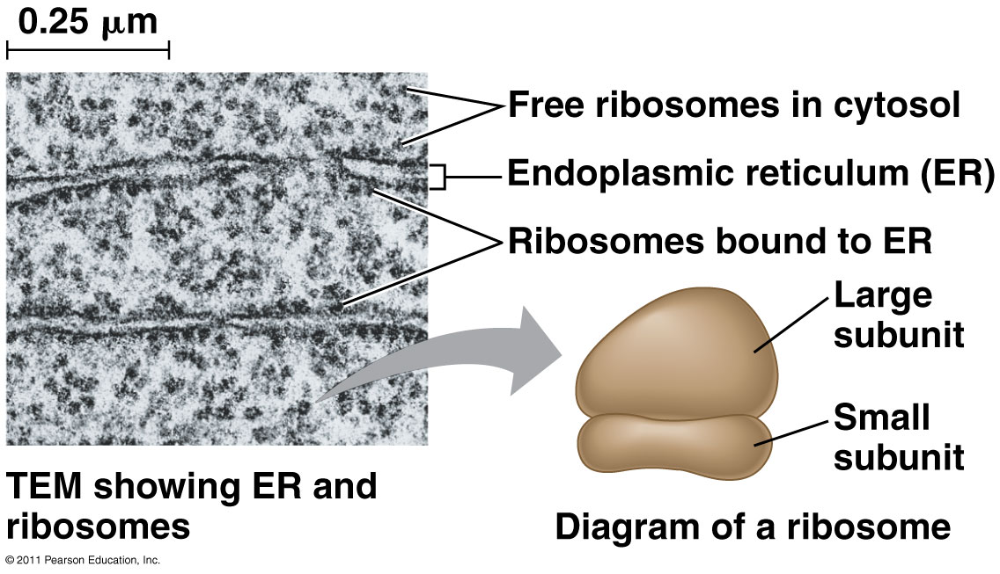 0.25 μm
Free ribosomes in cytosol
Endoplasmic reticulum (ER)
Ribosomes bound to ER
Large
subunit
Small
subunit
TEM showing ER and
ribosomes
Diagram of a ribosome
© 2011 Pearson Education, Inc.